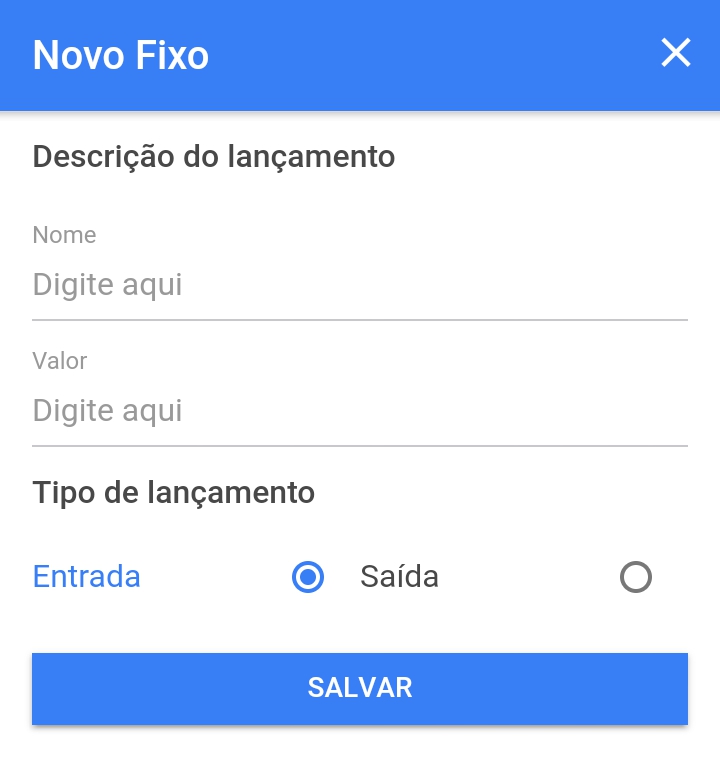 Novo Fixo
Descrição do lançamento
Nome
Digite aqui
Valor
Digite aqui
Tipo de lançamento
Entrada Saída
SALVAR